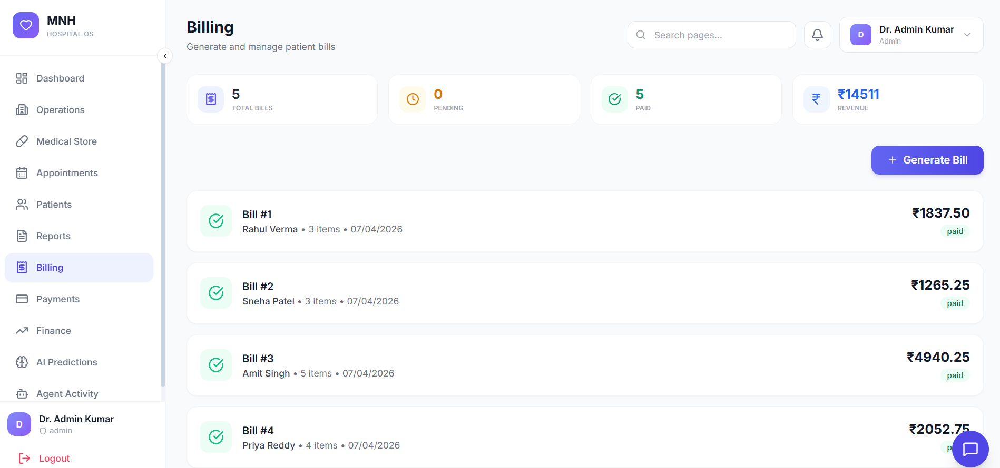 MNH
HOSPITAL OS
Dashboard
Operations
Medical Store
Appointments
Patients
Reports
Billing
Payments
Finance
AI Predictions
Agent Activity
D
Dr. Admin Kumar
admin
Logout
Billing
Generate and manage patient bills
Search pages...
D
Dr. Admin Kumar
Admin
5
TOTAL BILLS
0
PENDING
5
PAID
₹14511
REVENUE
+ Generate Bill
Bill #1
Rahul Verma • 3 items • 07/04/2026
₹1837.50
paid
Bill #2
Sneha Patel • 3 items • 07/04/2026
₹1265.25
paid
Bill #3
Amit Singh • 5 items • 07/04/2026
₹4940.25
paid
Bill #4
Priya Reddy • 4 items • 07/04/2026
₹2052.75